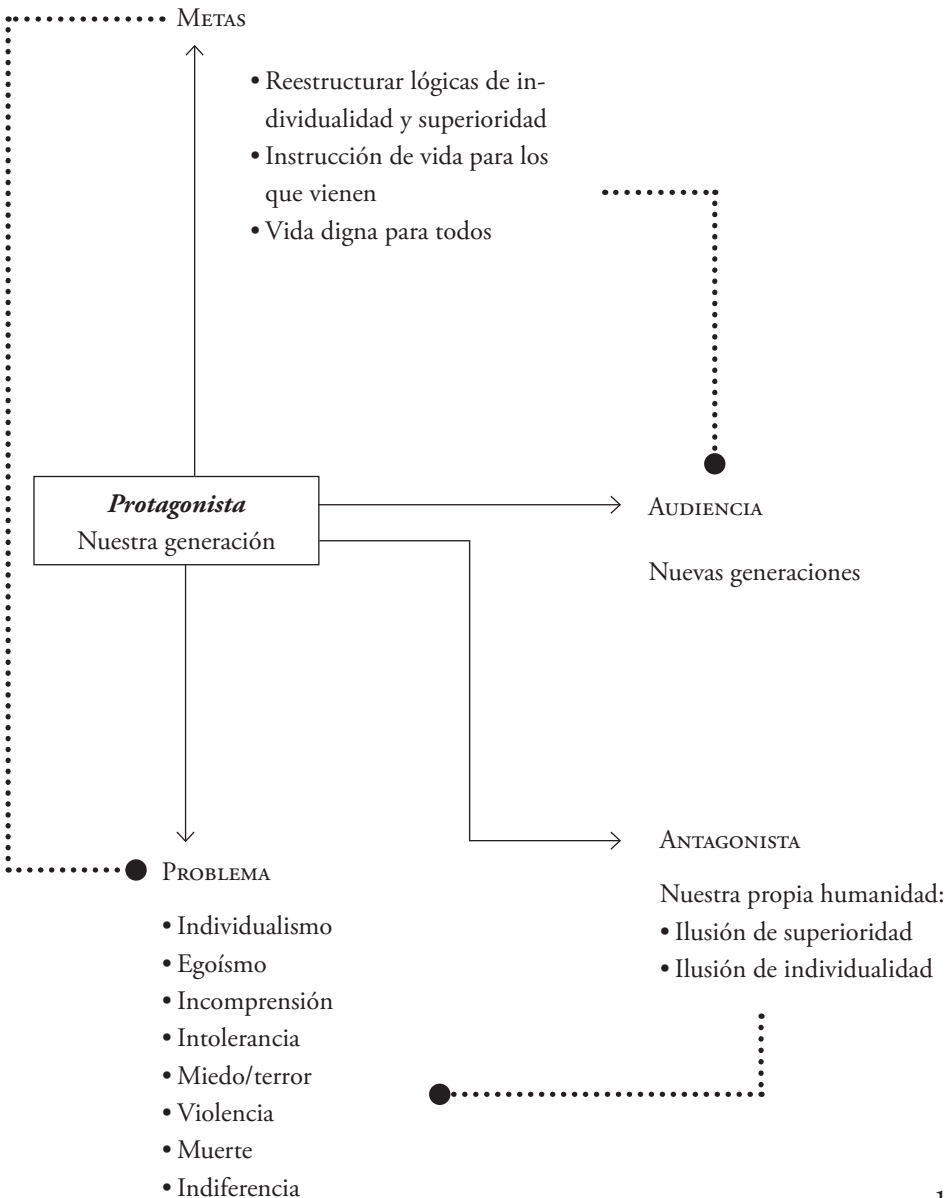 METAS
• Reestructurar lógicas de in-
dividualidad y superioridad
• Instrucción de vida para los
que vienen
• Vida digna para todos
Protagonista
Nuestra generación
AUDIENCIA
Nuevas generaciones
ANTAGONISTA
Nuestra propia humanidad:
• Ilusión de superioridad
• Ilusión de individualidad
PROBLEMA
• Individualismo
• Egoísmo
• Incomprensión
• Intolerancia
• Miedo/terror
• Violencia
• Muerte
• Indiferencia